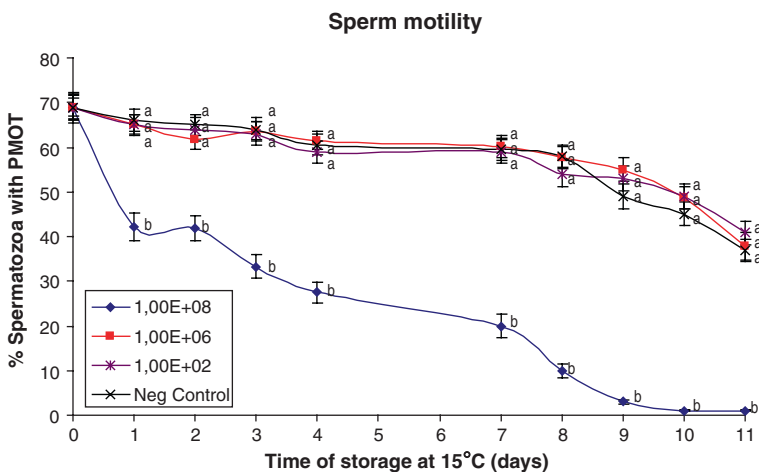 Sperm motility
80
70
60
50
40
30
20
10
0
% Spermatozoa with PMOT
a a a a a a a a a
a a a a a a a a a
a a a a a a a a a
b b b b b b b b b
1,00E+08
1,00E+06
1,00E+02
Neg Control
0 1 2 3 4 5 6 7 8 9 10 11
Time of storage at 15°C (days)